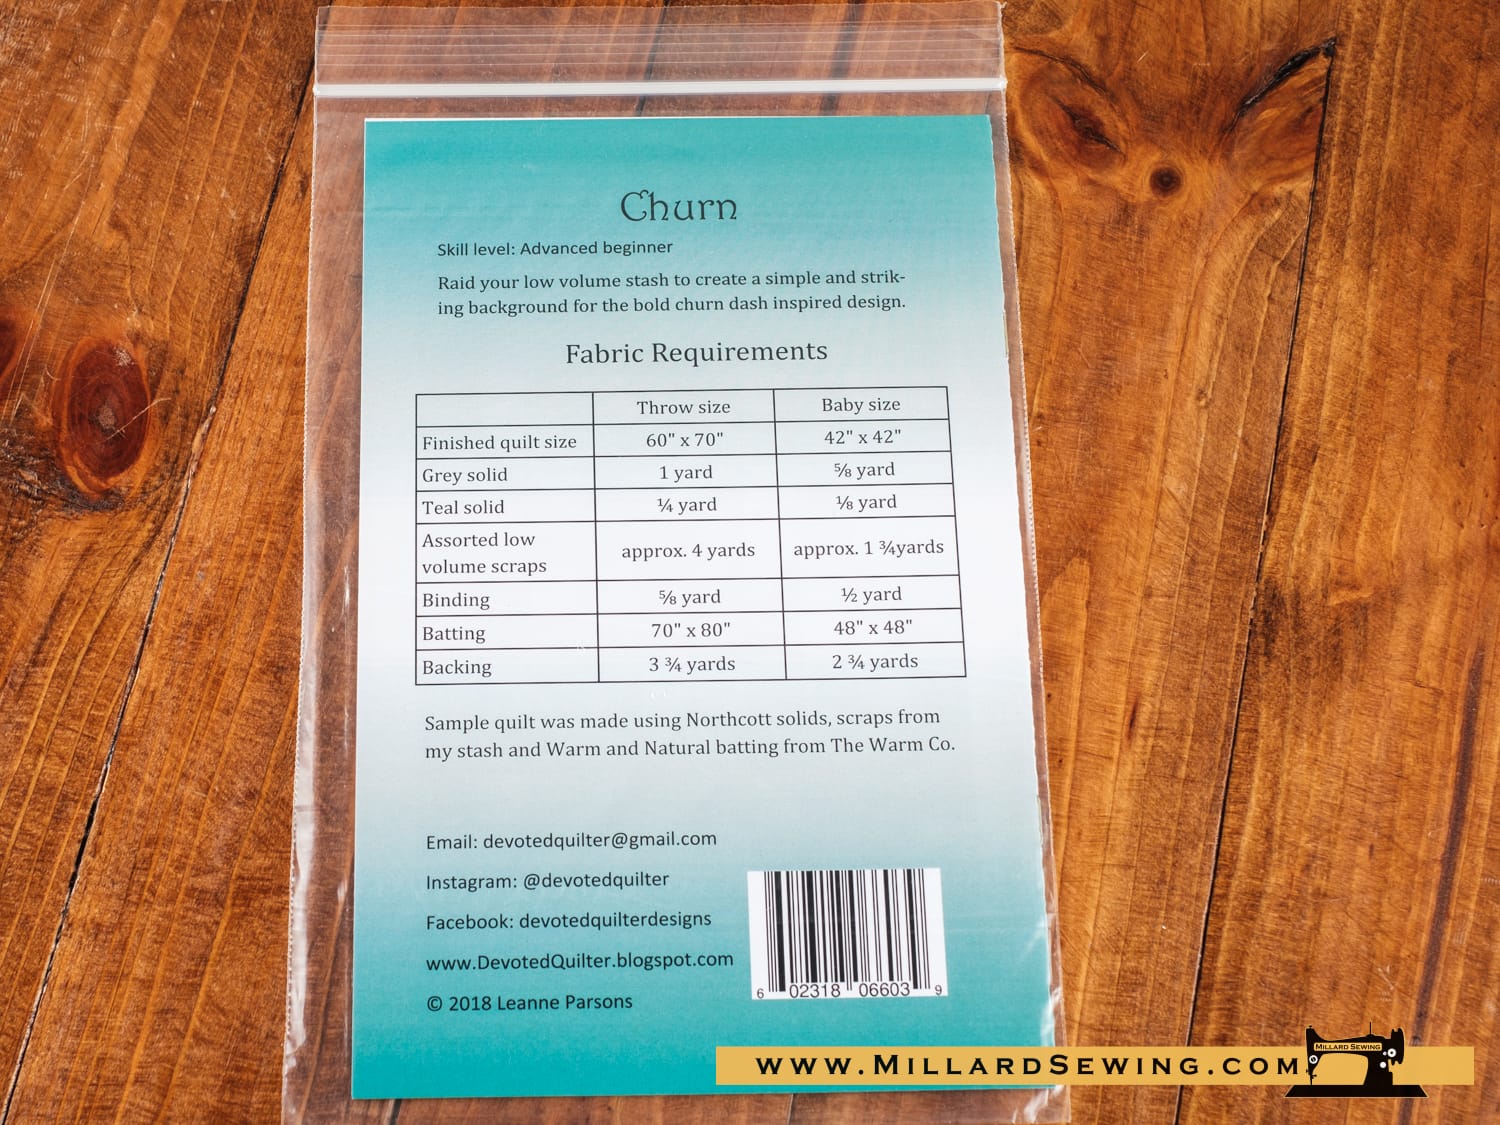 Churn
Skill level: Advanced beginner
Raid your low volume stash to create a simple and strik-
ing background for the bold churn dash inspired design.
Fabric Requirements
Throw size Baby size
Finished quilt size 60" x 70" 42" x 42"
Grey solid 1 yard ⅝ yard
Teal solid ¼ yard ⅛ yard
Assorted low
volume scraps approx. 4 yards approx. 1 ¾yards
Binding ⅝ yard ½ yard
Batting 70" x 80" 48" x 48"
Backing 3 ¾ yards 2 ¾ yards
Sample quilt was made using Northcott solids, scraps from
my stash and Warm and Natural batting from The Warm Co.
Email: devotedquilter@gmail.com
Instagram: @devotedquilter
Facebook: devotedquilterdesigns
www.DevotedQuilter.blogspot.com
© 2018 Leanne Parsons
6 02318 06603 9
www.MillardSewing.com
Millard Sewing